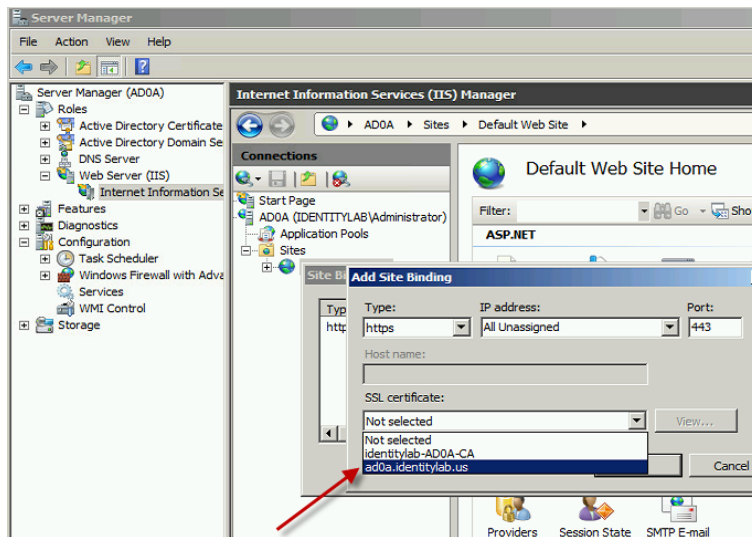 Server Manager
File Action View Help
Server Manager (AD0A)
Roles
Active Directory Certificate
Active Directory Domain Se
DNS Server
Web Server (IIS)
Internet Information Se
Features
Diagnostics
Configuration
Task Scheduler
Windows Firewall with Adva
Services
WMI Control
Storage
Internet Information Services (IIS) Manager
AD0A Sites Default Web Site
Connections
Start Page
AD0A (IDENTITYLAB\Administrator)
Application Pools
Sites
Default Web Site Home
Filter: Go Sho
ASP.NET
Site Bi
Typ
http
Add Site Binding
Type: IP address: Port:
https All Unassigned 443
Host name:
SSL certificate:
Not selected View...
Not selected
identitylab-AD0A-CA
ad0a.identitylab.us
Cancel
Providers Session State SMTP E-mail